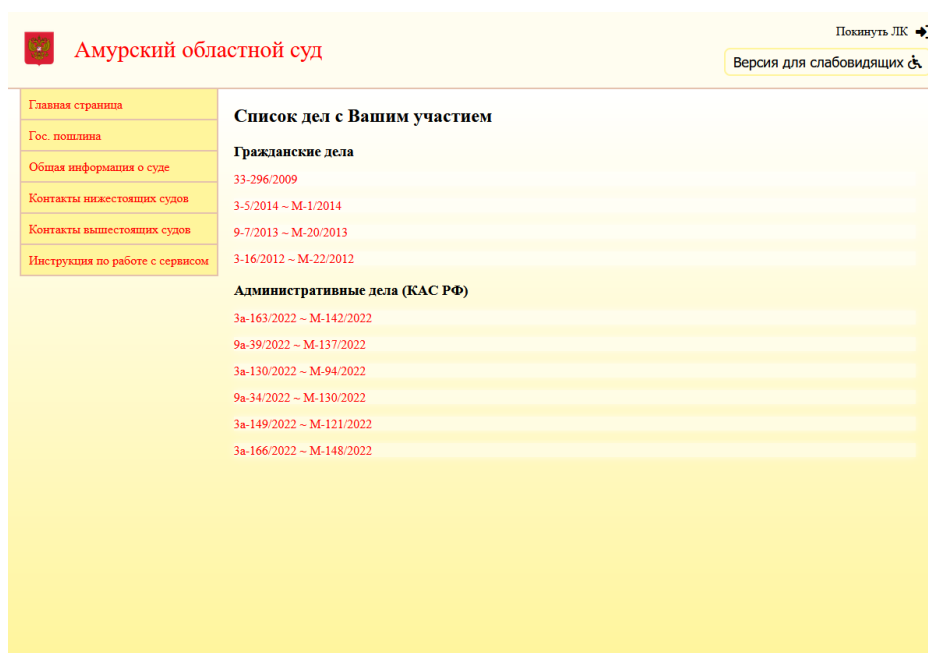 Амурский областной суд
Покинуть ЛК
Версия для слабовидящих
Главная страница
Гос. пошлина
Общая информация о суде
Контакты нижестоящих судов
Контакты вышестоящих судов
Инструкция по работе с сервисом
Список дел с Вашим участием
Гражданские дела
33-296/2009
3-5/2014 ~ М-1/2014
9-7/2013 ~ М-20/2013
3-16/2012 ~ М-22/2012
Административные дела (КАС РФ)
3а-163/2022 ~ М-142/2022
9а-39/2022 ~ М-137/2022
3а-130/2022 ~ М-94/2022
9а-34/2022 ~ М-130/2022
3а-149/2022 ~ М-121/2022
3а-166/2022 ~ М-148/2022